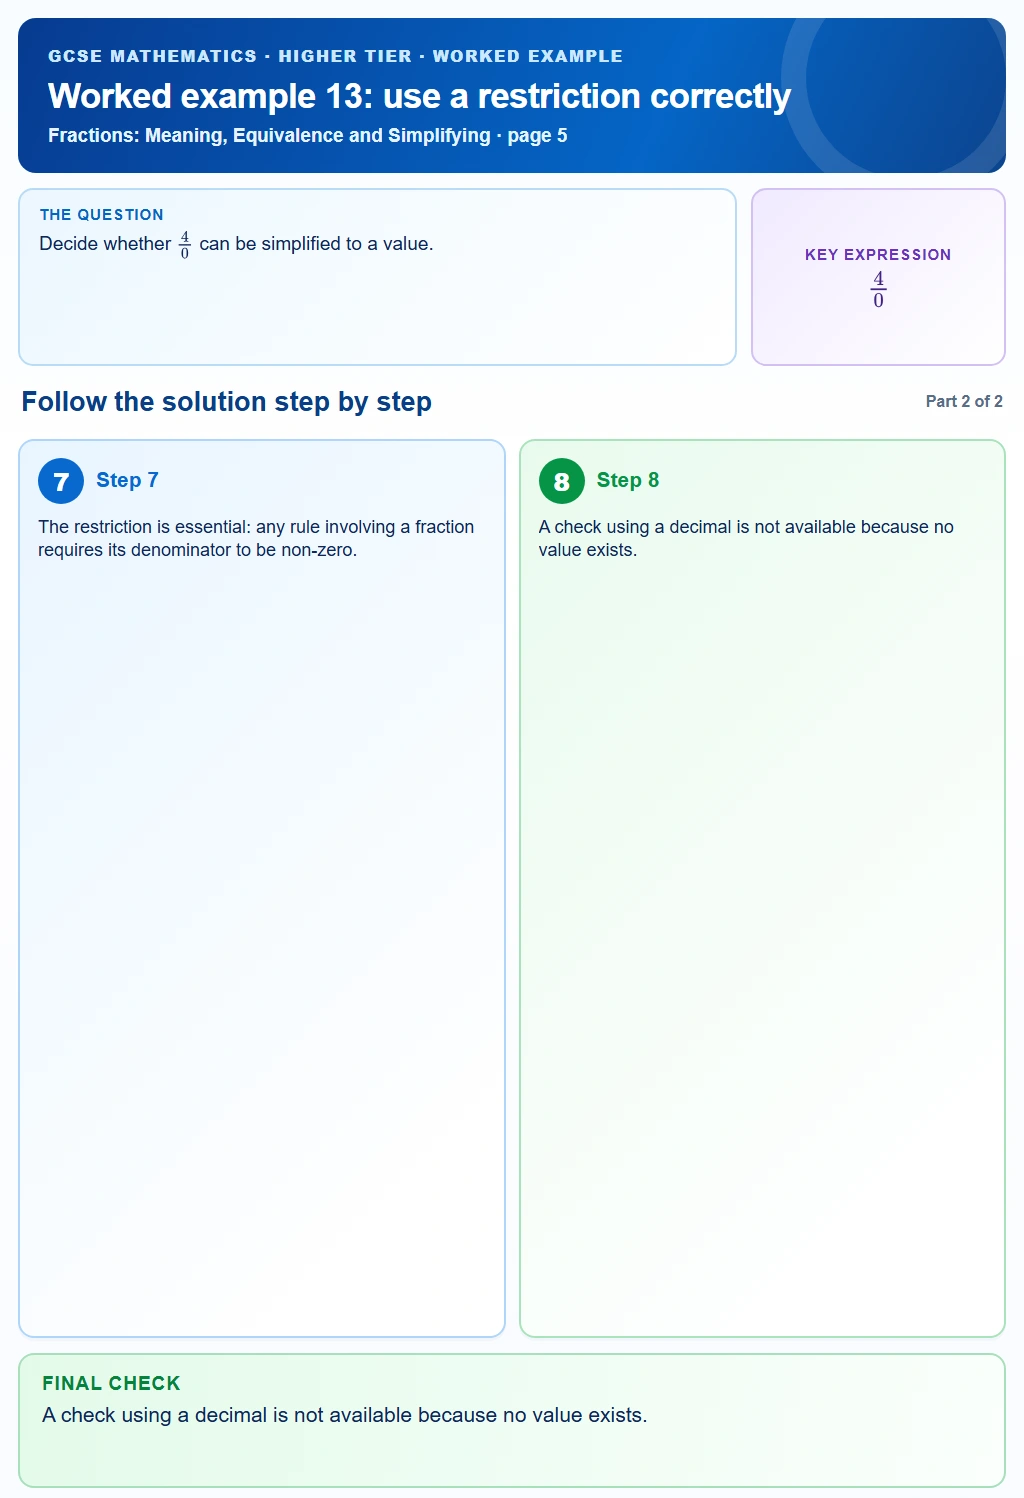 GCSE MATHEMATICS · HIGHER TIER · WORKED EXAMPLE
Worked example 13: use a restriction correctly
Fractions: Meaning, Equivalence and Simplifying · page 5
THE QUESTION
Decide whether 4/0 can be simplified to a value.
KEY EXPRESSION
4/0
Follow the solution step by step
Part 2 of 2
7 Step 7
The restriction is essential: any rule involving a fraction
requires its denominator to be non-zero.
8 Step 8
A check using a decimal is not available because no
value exists.
FINAL CHECK
A check using a decimal is not available because no value exists.